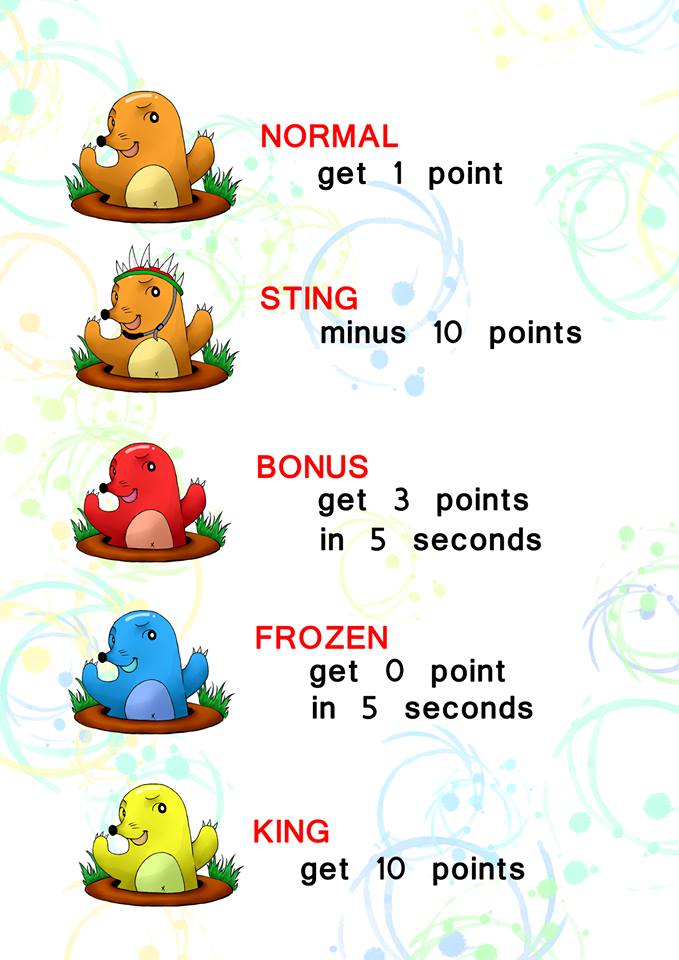 NORMAL
get 1 point
STING
minus 10 points
BONUS
get 3 points
in 5 seconds
FROZEN
get 0 point
in 5 seconds
KING
get 10 points